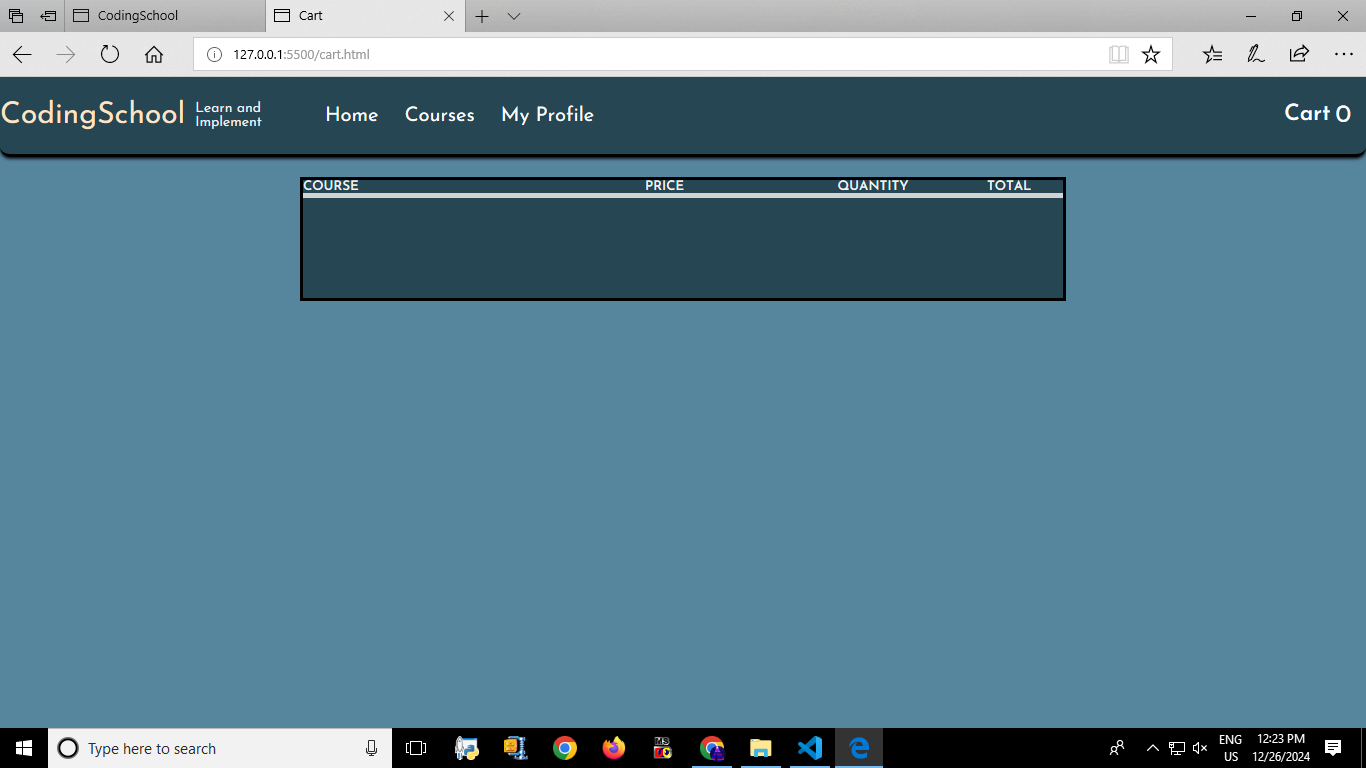 CodingSchool
Cart
127.0.0.1:5500/cart.html
CodingSchool
Learn and
Implement
Home
Courses
My Profile
Cart 0
COURSE
PRICE
QUANTITY
TOTAL
Type here to search
MS
ENG
US
12:23 PM
12/26/2024